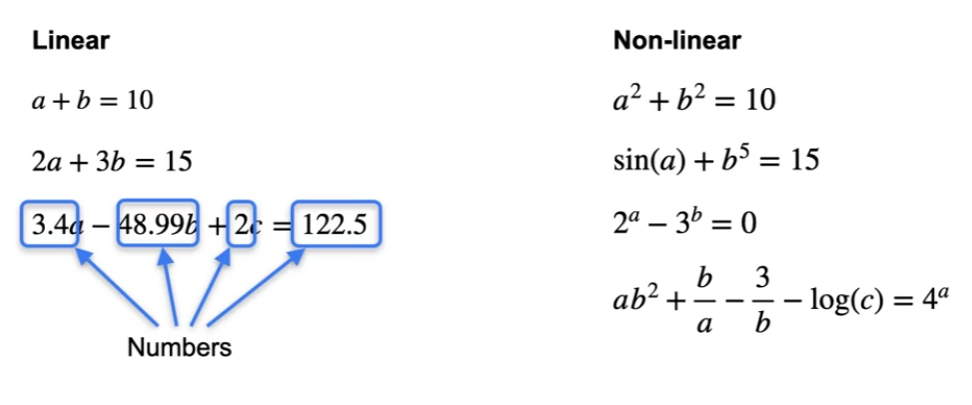 Linear
a + b = 10
2a + 3b = 15
3.4a − 48.99b + 2c = 122.5
Numbers
Non-linear
a² + b² = 10
sin(a) + b⁵ = 15
2ᵃ − 3ᵇ = 0
ab² + b/a − 3/b − log(c) = 4ᵃ